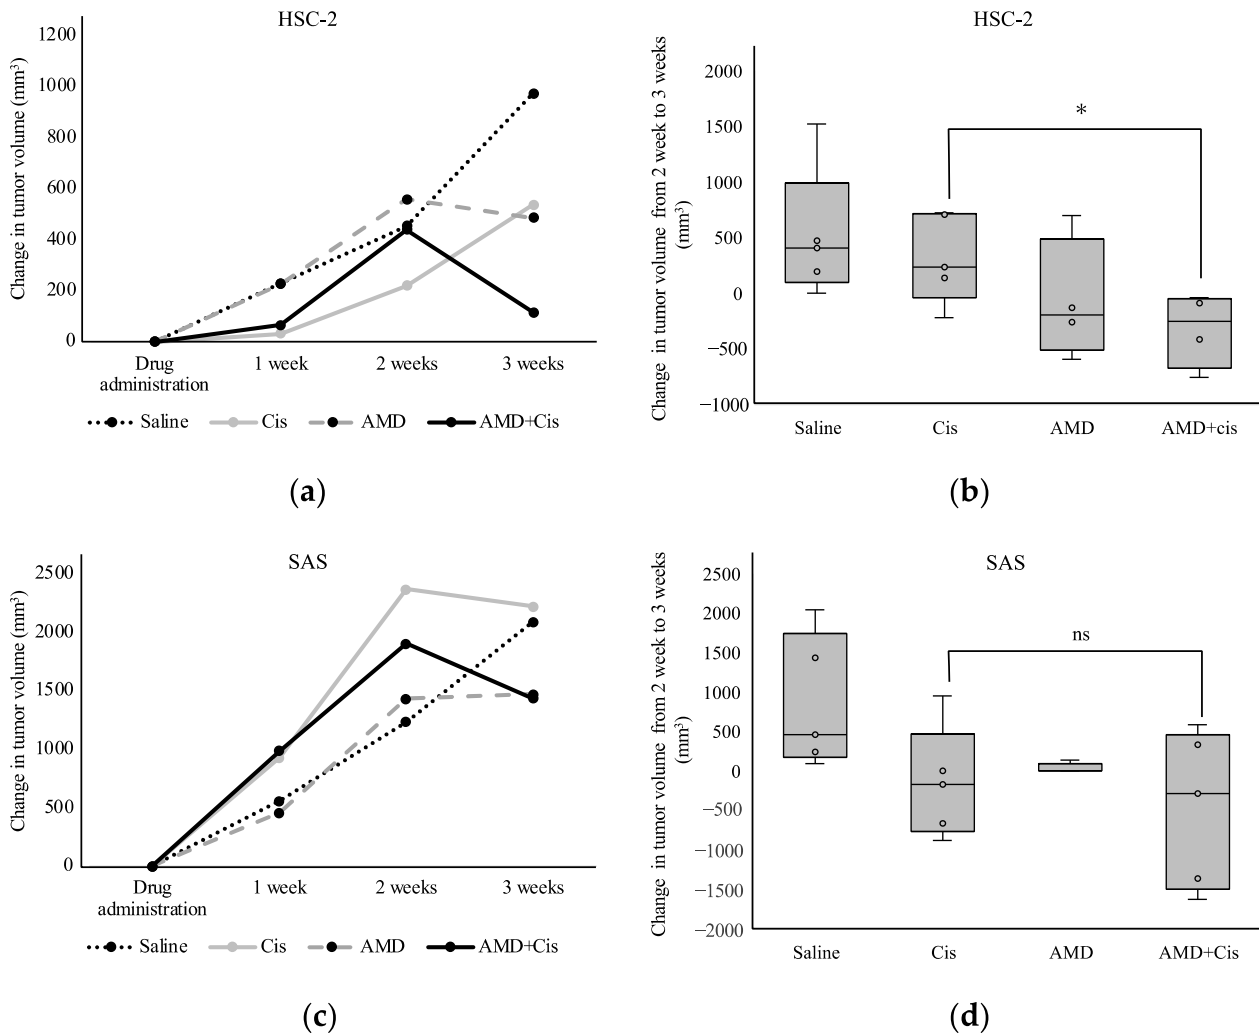 HSC-2
Change in tumor volume (mm³)
1200
1000
800
600
400
200
0
Drug administration
1 week
2 weeks
3 weeks
Saline
Cis
AMD
AMD+Cis
(a)
HSC-2
Change in tumor volume from 2 week to 3 weeks
(mm³)
2000
1500
1000
500
0
−500
−1000
*
Saline
Cis
AMD
AMD+cis
(b)
SAS
Change in tumor volume (mm³)
2500
2000
1500
1000
500
0
Drug administration
1 week
2 weeks
3 weeks
Saline
Cis
AMD
AMD+Cis
(c)
SAS
Change in tumor volume from 2 week to 3 weeks
(mm³)
2500
2000
1500
1000
500
0
−500
−1000
−1500
−2000
ns
Saline
Cis
AMD
AMD+Cis
(d)